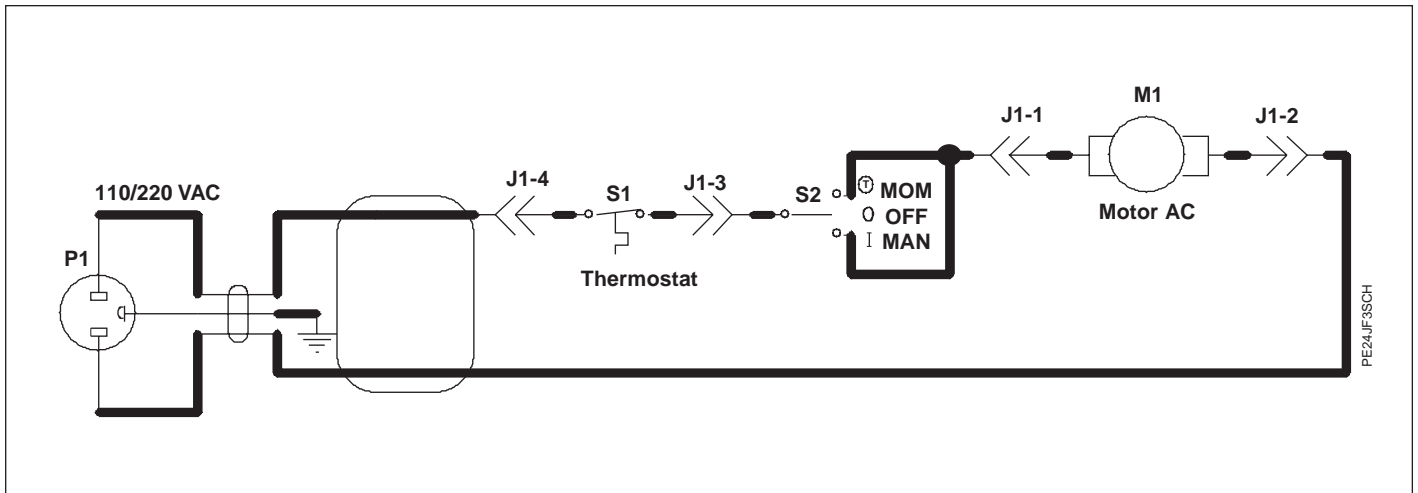 M1
J1-1
J1-2
J1-4
S1
J1-3
S2
T MOM
O OFF
I MAN
Motor AC
110/220 VAC
P1
Thermostat
PE24JF3SCH